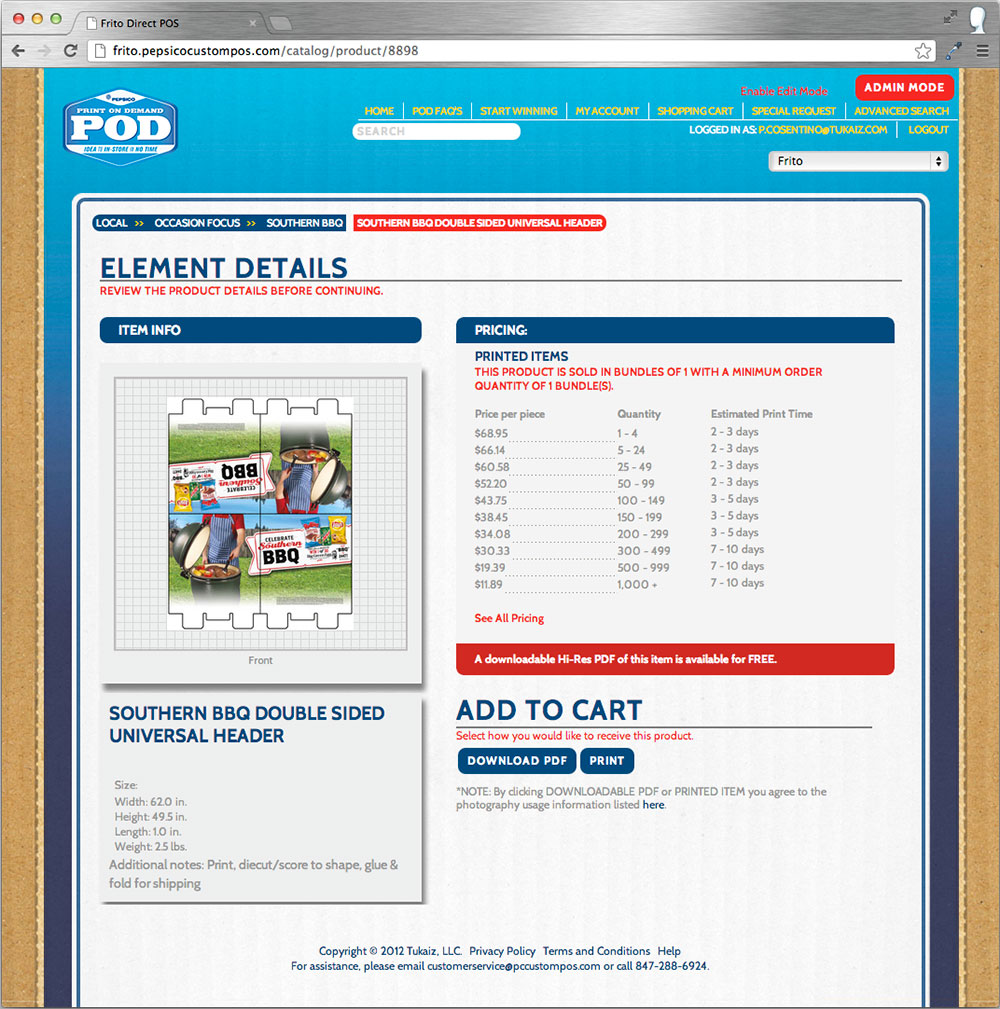 Frito Direct POS
frito.pepsicocustompos.com/catalog/product/8898
PEPSICO
PRINT ON DEMAND
POD
IDEA TO IN-STORE IN NO TIME
Enable Edit Mode
ADMIN MODE
HOME POD FAQ'S START WINNING MY ACCOUNT SHOPPING CART SPECIAL REQUEST ADVANCED SEARCH
SEARCH
LOGGED IN AS: P.COSENTINO@TUKAIZ.COM LOGOUT
Frito
LOCAL >> OCCASION FOCUS >> SOUTHERN BBQ SOUTHERN BBQ DOUBLE SIDED UNIVERSAL HEADER
ELEMENT DETAILS
REVIEW THE PRODUCT DETAILS BEFORE CONTINUING.
ITEM INFO
CELEBRATE
Southern
BBQ
CELEBRATE
Southern
BBQ
Front
SOUTHERN BBQ DOUBLE SIDED
UNIVERSAL HEADER
Size:
Width: 62.0 in.
Height: 49.5 in.
Length: 1.0 in.
Weight: 2.5 lbs.
Additional notes: Print, diecut/score to shape, glue &
fold for shipping
PRICING:
PRINTED ITEMS
THIS PRODUCT IS SOLD IN BUNDLES OF 1 WITH A MINIMUM ORDER
QUANTITY OF 1 BUNDLE(S).
Price per piece Quantity Estimated Print Time
$68.95 1 - 4 2 - 3 days
$66.14 5 - 24 2 - 3 days
$60.58 25 - 49 2 - 3 days
$52.20 50 - 99 2 - 3 days
$43.75 100 - 149 3 - 5 days
$38.45 150 - 199 3 - 5 days
$34.08 200 - 299 3 - 5 days
$30.33 300 - 499 7 - 10 days
$19.39 500 - 999 7 - 10 days
$11.89 1,000 + 7 - 10 days
See All Pricing
A downloadable Hi-Res PDF of this item is available for FREE.
ADD TO CART
Select how you would like to receive this product.
DOWNLOAD PDF PRINT
*NOTE: By clicking DOWNLOADABLE PDF or PRINTED ITEM you agree to the
photography usage information listed here.
Copyright © 2012 Tukaiz, LLC. Privacy Policy Terms and Conditions Help
For assistance, please email customerservice@pccustompos.com or call 847-288-6924.